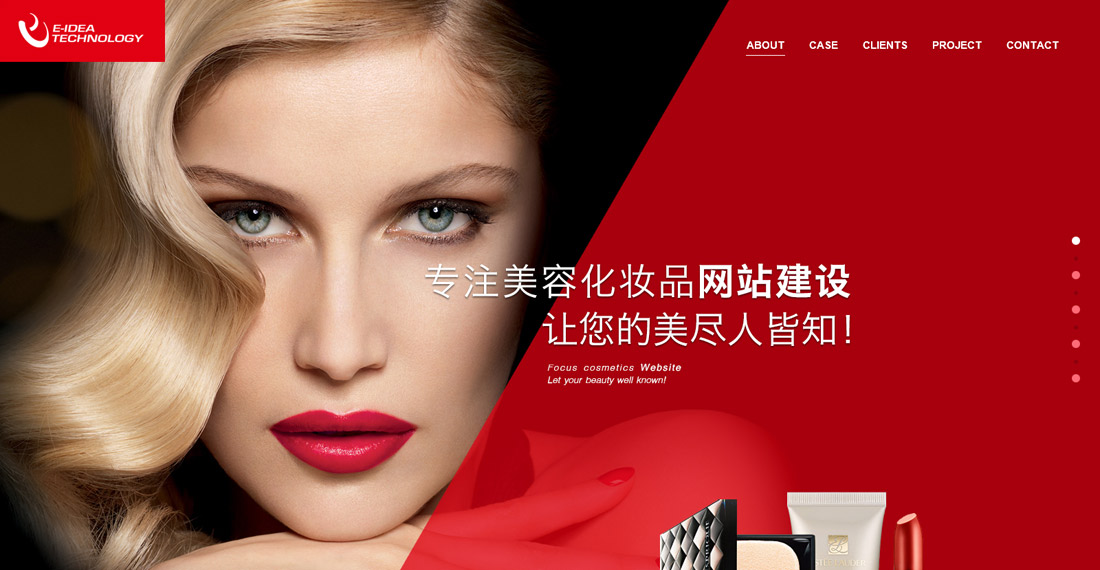 E-IDEA
TECHNOLOGY
ABOUT CASE CLIENTS PROJECT CONTACT
专注美容化妆品网站建设
让您的美尽人皆知！
Focus cosmetics Website
Let your beauty well known!